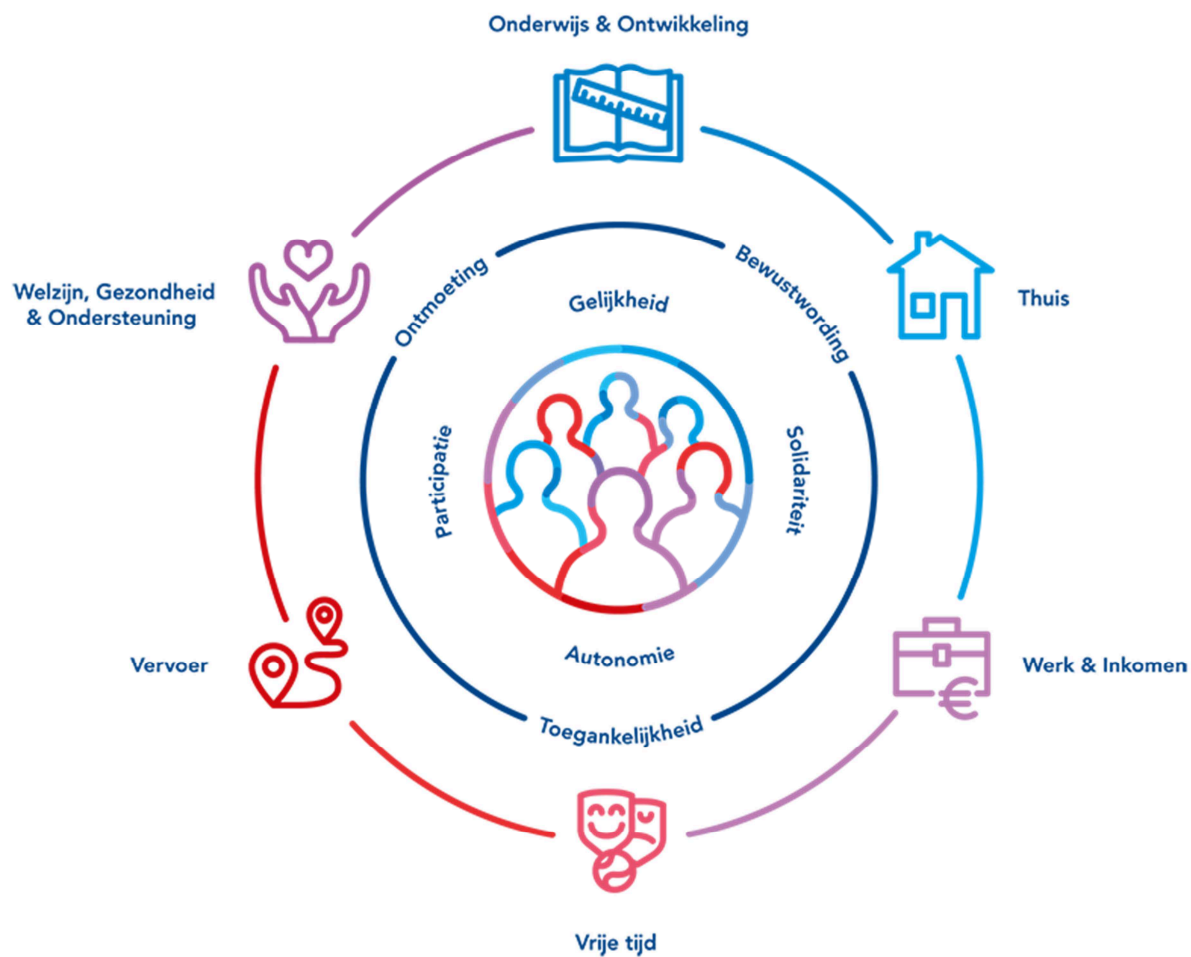 Onderwijs & Ontwikkeling
Bewustwording
Ontmoeting
Welzijn, Gezondheid
& Ondersteuning
Gelijkheid
Thuis
Participatie
Solidariteit
Autonomie
Vervoer
Werk & Inkomen
Toegankelijkheid
Vrije tijd